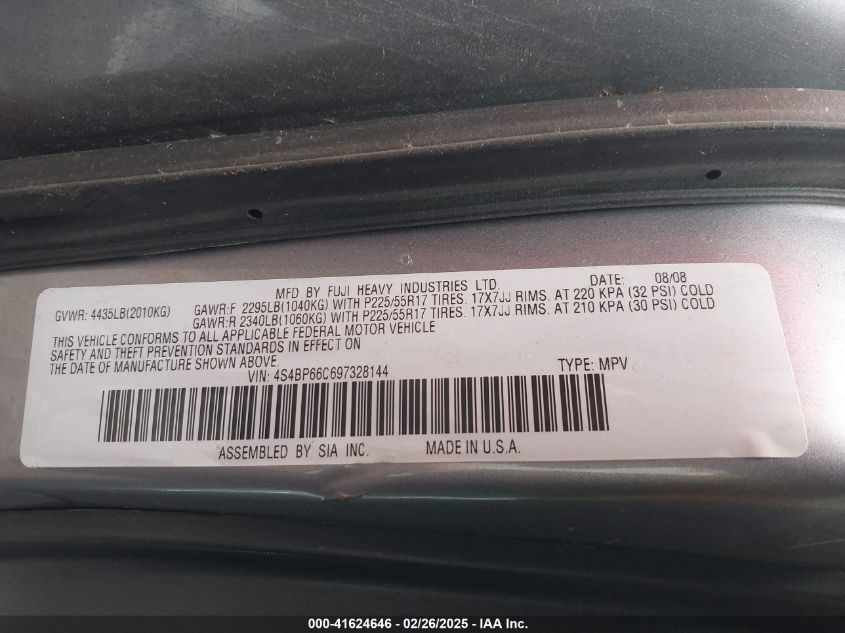 MFD BY FUJI HEAVY INDUSTRIES LTD. DATE: 08/08
GVWR: 4435LB(2010KG) GAWR:F 2295LB(1040KG) WITH P225/55R17 TIRES. 17X7JJ RIMS. AT 220 KPA (32 PSI) COLD
GAWR:R 2340LB(1060KG) WITH P225/55R17 TIRES. 17X7JJ RIMS. AT 210 KPA (30 PSI) COLD
THIS VEHICLE CONFORMS TO ALL APPLICABLE FEDERAL MOTOR VEHICLE
SAFETY AND THEFT PREVENTION STANDARDS IN EFFECT ON
THE DATE OF MANUFACTURE SHOWN ABOVE.
VIN: 4S4BP66C697328144 TYPE: MPV
ASSEMBLED BY SIA INC. MADE IN U.S.A.
000-41624646 - 02/26/2025 - IAA Inc.